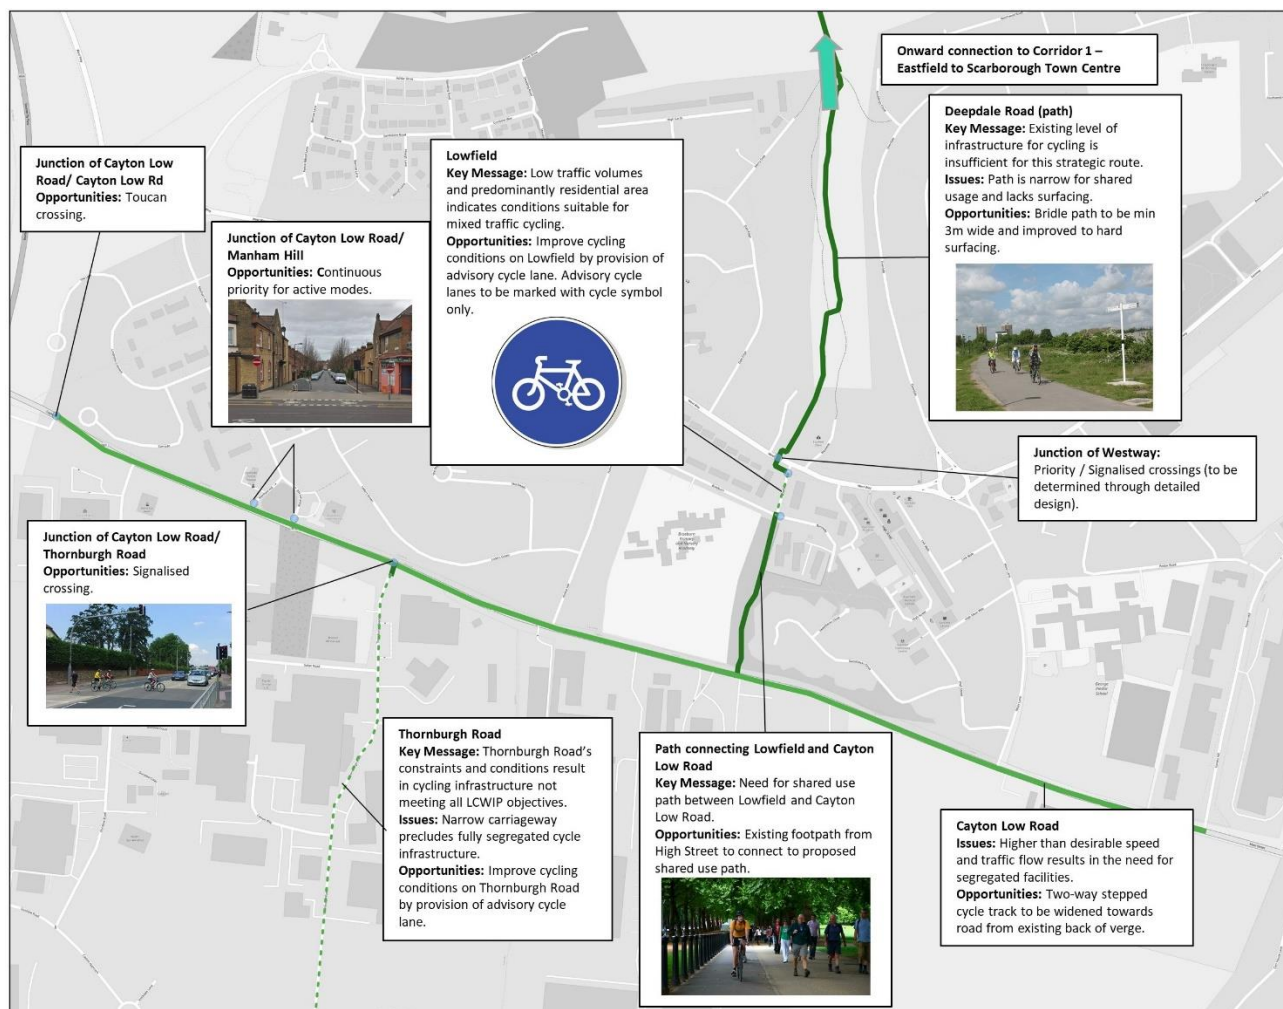 Onward connection to Corridor 1 –
Eastfield to Scarborough Town Centre
Deepdale Road (path)
Key Message: Existing level of
infrastructure for cycling is
insufficient for this strategic route.
Issues: Path is narrow for shared
usage and lacks surfacing.
Opportunities: Bridle path to be min
3m wide and improved to hard
surfacing.
Junction of Cayton Low
Road/ Cayton Low Rd
Opportunities: Toucan
crossing.
Junction of Cayton Low Road/
Manham Hill
Opportunities: Continuous
priority for active modes.
Lowfield
Key Message: Low traffic volumes
and predominantly residential area
indicates conditions suitable for
mixed traffic cycling.
Opportunities: Improve cycling
conditions on Lowfield by provision of
advisory cycle lane. Advisory cycle
lanes to be marked with cycle symbol
only.
Junction of Westway:
Priority / Signalised crossings (to be
determined through detailed
design).
Junction of Cayton Low Road/
Thornburgh Road
Opportunities: Signalised
crossing.
Thornburgh Road
Key Message: Thornburgh Road's
constraints and conditions result
in cycling infrastructure not
meeting all LCWIP objectives.
Issues: Narrow carriageway
precludes fully segregated cycle
infrastructure.
Opportunities: Improve cycling
conditions on Thornburgh Road
by provision of advisory cycle
lane.
Path connecting Lowfield and Cayton
Low Road
Key Message: Need for shared use
path between Lowfield and Cayton
Low Road.
Opportunities: Existing footpath from
High Street to connect to proposed
shared use path.
Cayton Low Road
Issues: Higher than desirable speed
and traffic flow results in the need for
segregated facilities.
Opportunities: Two-way stepped
cycle track to be widened towards
road from existing back of verge.